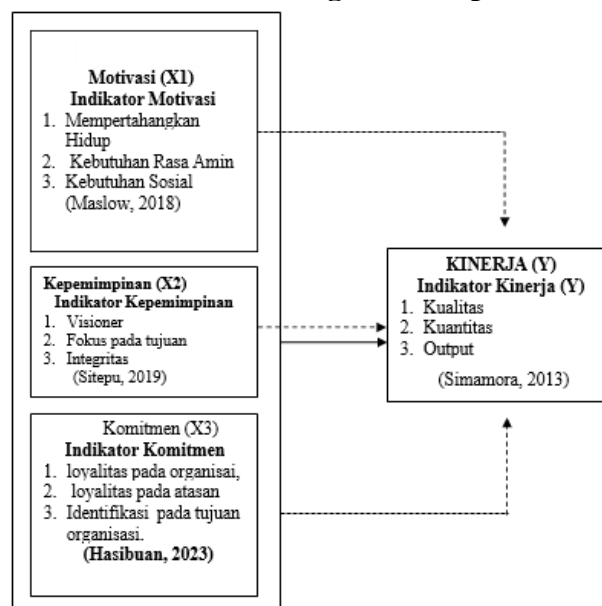 Motivasi (X1)
Indikator Motivasi
1. Mempertahangkan
Hidup
2. Kebutuhan Rasa Amin
3. Kebutuhan Sosial
(Maslow, 2018)
Kepemimpinan (X2)
Indikator Kepemimpinan
1. Visioner
2. Fokus pada tujuan
3. Integritas
(Sitepu, 2019)
Komitmen (X3)
Indikator Komitmen
1. loyalitas pada organisai,
2. loyalitas pada atasan
3. Identifikasi pada tujuan
organisasi.
(Hasibuan, 2023)
KINERJA (Y)
Indikator Kinerja (Y)
1. Kualitas
2. Kuantitas
3. Output
(Simamora, 2013)